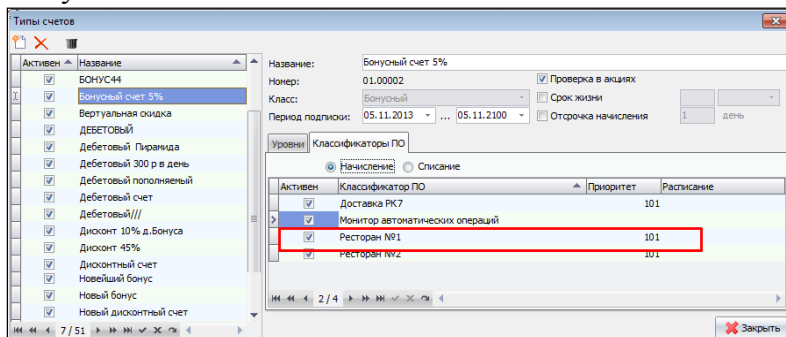 Типы счетов
Активен Название
БОНУС44
Бонусный счет 5%
Вертуальная скидка
ДЕБЕТОВЫЙ
Дебетовый Пирамида
Дебетовый 300 р в день
Дебетовый пополняеный
Дебетовый счет
Дебетовый///
Дисконт 10% д.Бонуса
Дисконт 45%
Дисконтный счет
Новейший бонус
Новый бонус
Новый дисконтный счет
7 / 51
Название: Бонусный счет 5%
Номер: 01.00002 Проверка в акциях
Класс: Бонусный Срок жизни
Период подписки: 05.11.2013 ... 05.11.2100 Отсрочка начисления 1 день
Уровни Классификаторы ПО
Начисление Списание
Активен Классификатор ПО Приоритет Расписание
Доставка РК7 101
Монитор автоматических операций
Ресторан №1 101
Ресторан №2 101
2 / 4
Закрыть